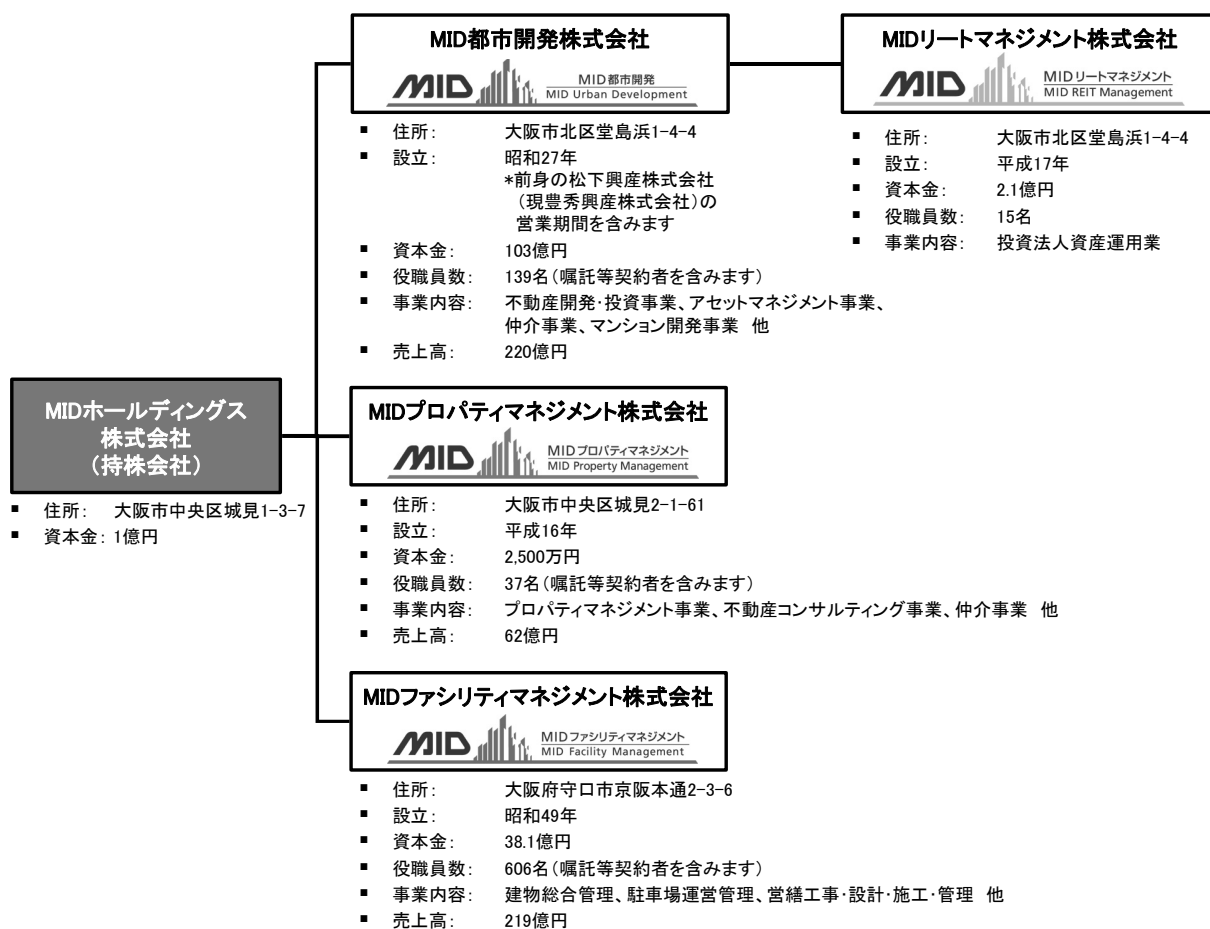 MID都市開発株式会社
MID
MID都市開発
MID Urban Development
■ 住所: 大阪市北区堂島浜1-4-4
■ 設立: 昭和27年
*前身の松下興産株式会社
(現豊秀興産株式会社)の
営業期間を含みます
■ 資本金: 103億円
■ 役職員数: 139名(嘱託等契約者を含みます)
■ 事業内容: 不動産開発・投資事業、アセットマネジメント事業、
仲介事業、マンション開発事業 他
■ 売上高: 220億円
MIDリートマネジメント株式会社
MID
MIDリートマネジメント
MID REIT Management
■ 住所: 大阪市北区堂島浜1-4-4
■ 設立: 平成17年
■ 資本金: 2.1億円
■ 役職員数: 15名
■ 事業内容: 投資法人資産運用業
MIDホールディングス
株式会社
(持株会社)
■ 住所: 大阪市中央区城見1-3-7
■ 資本金: 1億円
MIDプロパティマネジメント株式会社
MID
MIDプロパティマネジメント
MID Property Management
■ 住所: 大阪市中央区城見2-1-61
■ 設立: 平成16年
■ 資本金: 2,500万円
■ 役職員数: 37名(嘱託等契約者を含みます)
■ 事業内容: プロパティマネジメント事業、不動産コンサルティング事業、仲介事業 他
■ 売上高: 62億円
MIDファシリティマネジメント株式会社
MID
MIDファシリティマネジメント
MID Facility Management
■ 住所: 大阪府守口市京阪本通2-3-6
■ 設立: 昭和49年
■ 資本金: 38.1億円
■ 役職員数: 606名(嘱託等契約者を含みます)
■ 事業内容: 建物総合管理、駐車場運営管理、営繕工事・設計・施工・管理 他
■ 売上高: 219億円